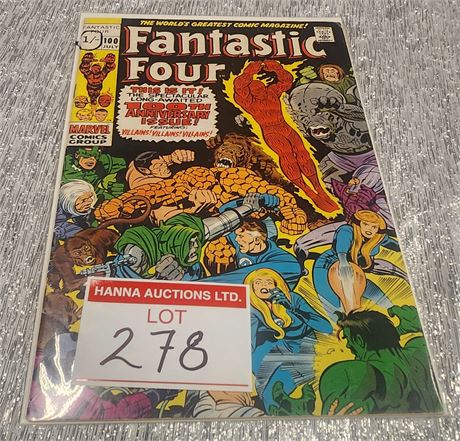 THE WORLD'S GREATEST COMIC MAGAZINE!
FANTASTIC
1/-
100
JULY
Fantastic
Four
THIS IS IT!
THE SPECTACULAR
LONG-AWAITED
100TH
ANNIVERSARY
ISSUE!
FEATURING:
VILLAINS! VILLAINS! VILLAINS!
MARVEL
COMICS
GROUP
HANNA AUCTIONS LTD.
LOT
278